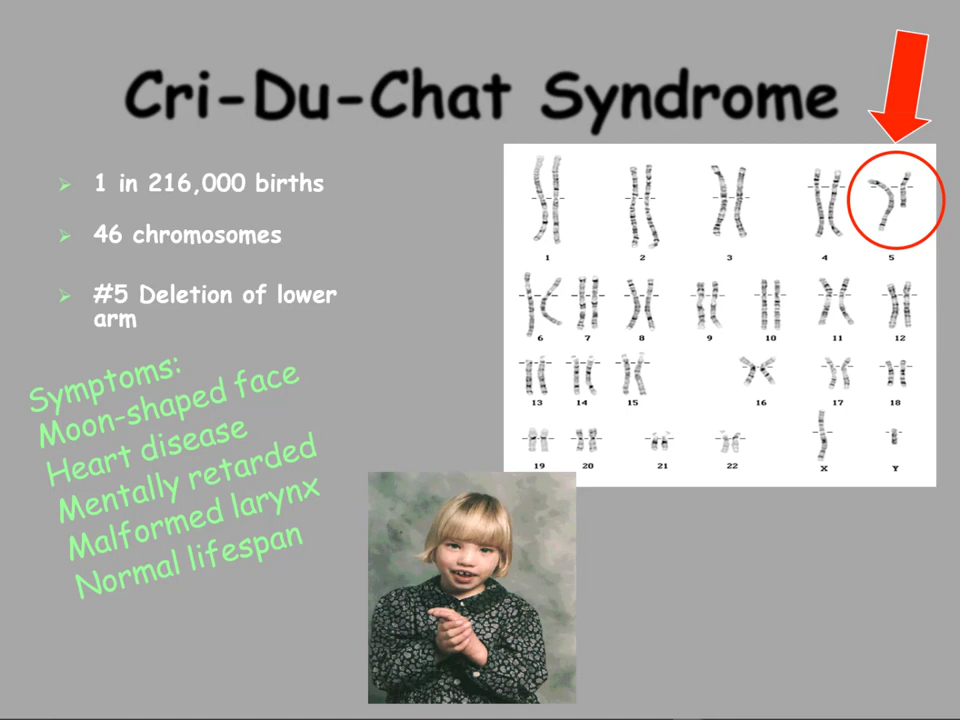 Cri-Du-Chat Syndrome
1 in 216,000 births
46 chromosomes
#5 Deletion of lower
arm
Symptoms:
Moon-shaped face
Heart disease
Mentally retarded
Malformed larynx
Normal lifespan
1 2 3 4 5
6 7 8 9 10 11 12
13 14 15 16 17 18
19 20 21 22 X Y